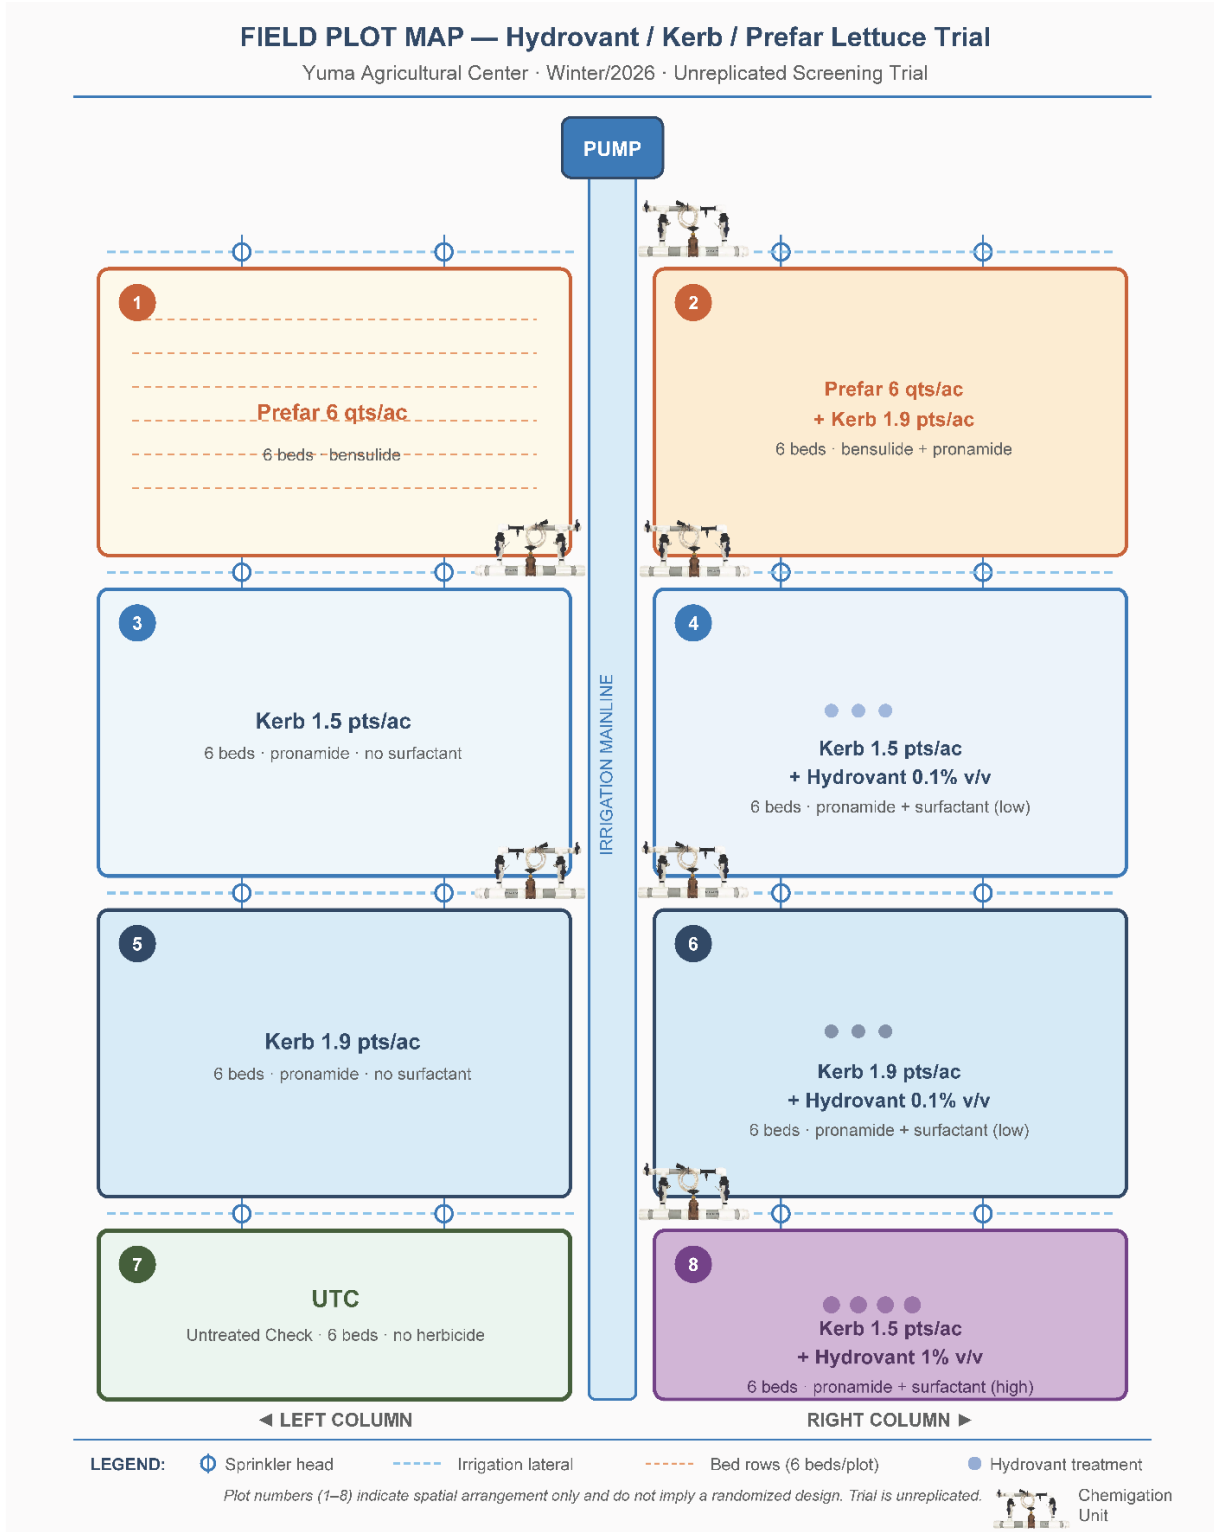 FIELD PLOT MAP — Hydrovant / Kerb / Prefar Lettuce Trial
Yuma Agricultural Center · Winter/2026 · Unreplicated Screening Trial
PUMP
1
Prefar 6 qts/ac
6 beds · bensulide
2
Prefar 6 qts/ac
+ Kerb 1.9 pts/ac
6 beds · bensulide + pronamide
3
Kerb 1.5 pts/ac
6 beds · pronamide · no surfactant
IRRIGATION MAINLINE
4
Kerb 1.5 pts/ac
+ Hydrovant 0.1% v/v
6 beds · pronamide + surfactant (low)
5
Kerb 1.9 pts/ac
6 beds · pronamide · no surfactant
6
Kerb 1.9 pts/ac
+ Hydrovant 0.1% v/v
6 beds · pronamide + surfactant (low)
7
UTC
Untreated Check · 6 beds · no herbicide
8
Kerb 1.5 pts/ac
+ Hydrovant 1% v/v
6 beds · pronamide + surfactant (high)
◄ LEFT COLUMN
RIGHT COLUMN ►
LEGEND:
Sprinkler head
Irrigation lateral
Bed rows (6 beds/plot)
Hydrovant treatment
Plot numbers (1–8) indicate spatial arrangement only and do not imply a randomized design. Trial is unreplicated.
Chemigation
Unit